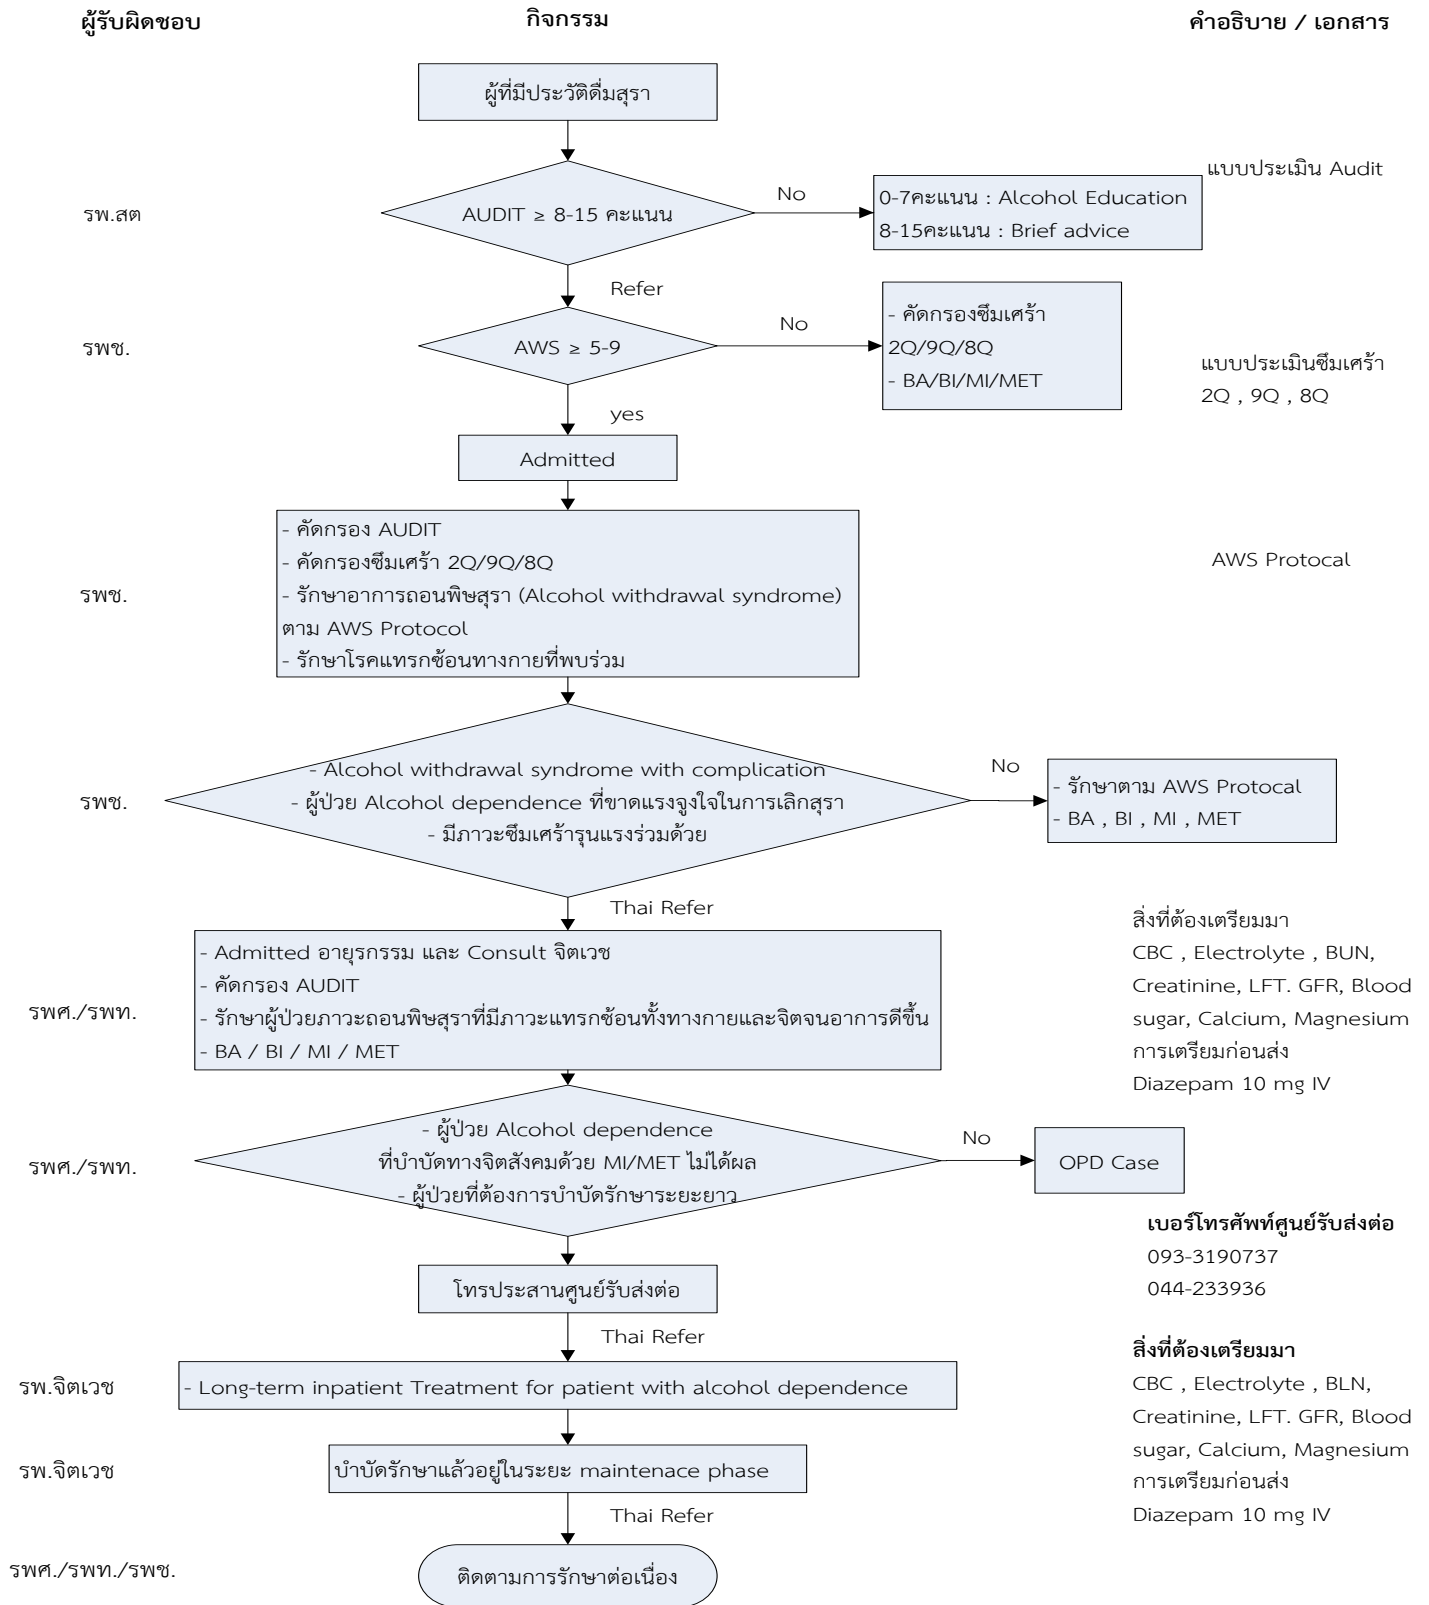 ผู้รับผิดชอบ
กิจกรรม
คำอธิบาย / เอกสาร
ผู้ที่มีประวัติดื่มสุรา
แบบประเมิน Audit
รพ.สต
AUDIT ≥ 8-15 คะแนน
No
0-7คะแนน : Alcohol Education
8-15คะแนน : Brief advice
Refer
รพช.
AWS ≥ 5-9
No
- คัดกรองซึมเศร้า
2Q/9Q/8Q
- BA/BI/MI/MET
แบบประเมินซึมเศร้า
2Q , 9Q , 8Q
yes
Admitted
รพช.
- คัดกรอง AUDIT
- คัดกรองซึมเศร้า 2Q/9Q/8Q
- รักษาอาการถอนพิษสุรา (Alcohol withdrawal syndrome)
ตาม AWS Protocol
- รักษาโรคแทรกซ้อนทางกายที่พบร่วม
AWS Protocal
รพช.
- Alcohol withdrawal syndrome with complication
- ผู้ป่วย Alcohol dependence ที่ขาดแรงจูงใจในการเลิกสุรา
- มีภาวะซึมเศร้ารุนแรงร่วมด้วย
No
- รักษาตาม AWS Protocal
- BA , BI , MI , MET
Thai Refer
รพศ./รพท.
- Admitted อายุรกรรม และ Consult จิตเวช
- คัดกรอง AUDIT
- รักษาผู้ป่วยภาวะถอนพิษสุราที่มีภาวะแทรกซ้อนทั้งทางกายและจิตจนอาการดีขึ้น
- BA / BI / MI / MET
สิ่งที่ต้องเตรียมมา
CBC , Electrolyte , BUN,
Creatinine, LFT. GFR, Blood
sugar, Calcium, Magnesium
การเตรียมก่อนส่ง
Diazepam 10 mg IV
รพศ./รพท.
- ผู้ป่วย Alcohol dependence
ที่บำบัดทางจิตสังคมด้วย MI/MET ไม่ได้ผล
- ผู้ป่วยที่ต้องการบำบัดรักษาระยะยาว
No
OPD Case
เบอร์โทรศัพท์ศูนย์รับส่งต่อ
093-3190737
044-233936
โทรประสานศูนย์รับส่งต่อ
Thai Refer
รพ.จิตเวช
- Long-term inpatient Treatment for patient with alcohol dependence
สิ่งที่ต้องเตรียมมา
CBC , Electrolyte , BLN,
Creatinine, LFT. GFR, Blood
sugar, Calcium, Magnesium
การเตรียมก่อนส่ง
Diazepam 10 mg IV
รพ.จิตเวช
บำบัดรักษาแล้วอยู่ในระยะ maintenace phase
Thai Refer
รพศ./รพท./รพช.
ติดตามการรักษาต่อเนื่อง